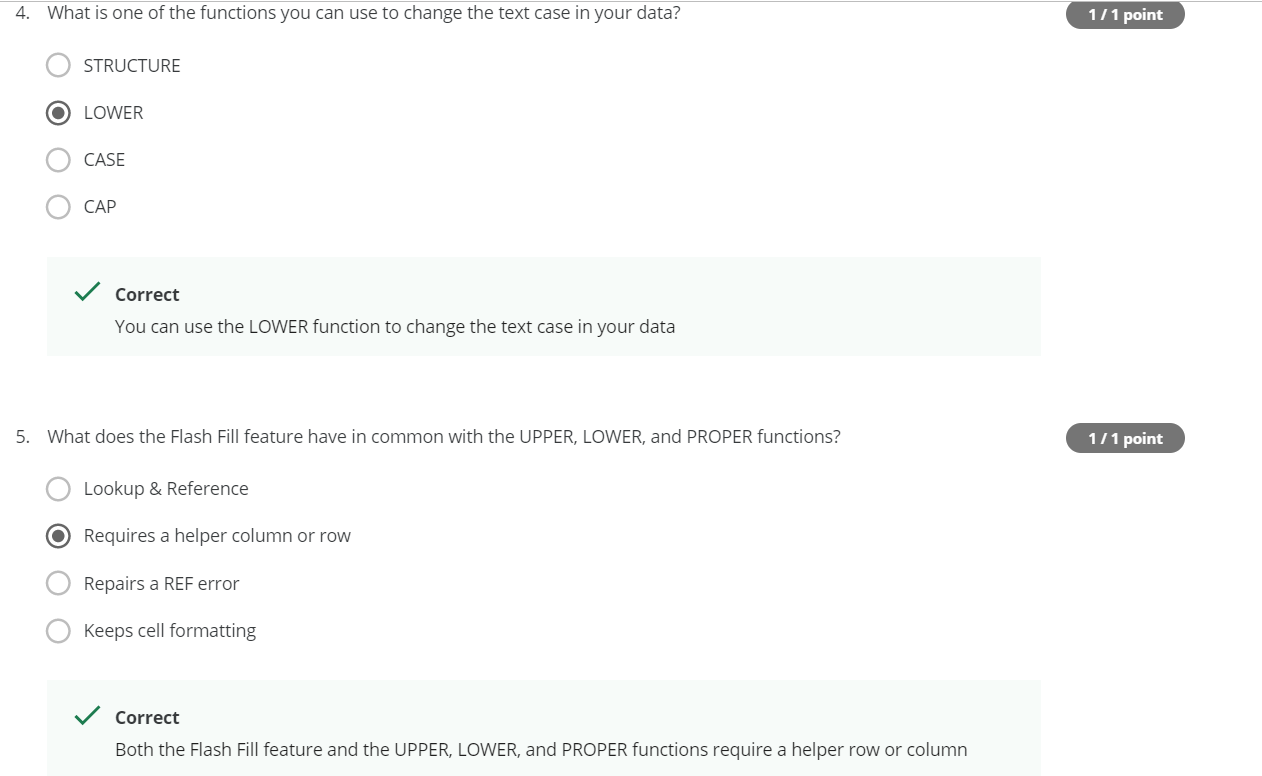 4. What is one of the functions you can use to change the text case in your data?
1 / 1 point
STRUCTURE
LOWER
CASE
CAP
Correct
You can use the LOWER function to change the text case in your data
5. What does the Flash Fill feature have in common with the UPPER, LOWER, and PROPER functions?
1 / 1 point
Lookup & Reference
Requires a helper column or row
Repairs a REF error
Keeps cell formatting
Correct
Both the Flash Fill feature and the UPPER, LOWER, and PROPER functions require a helper row or column